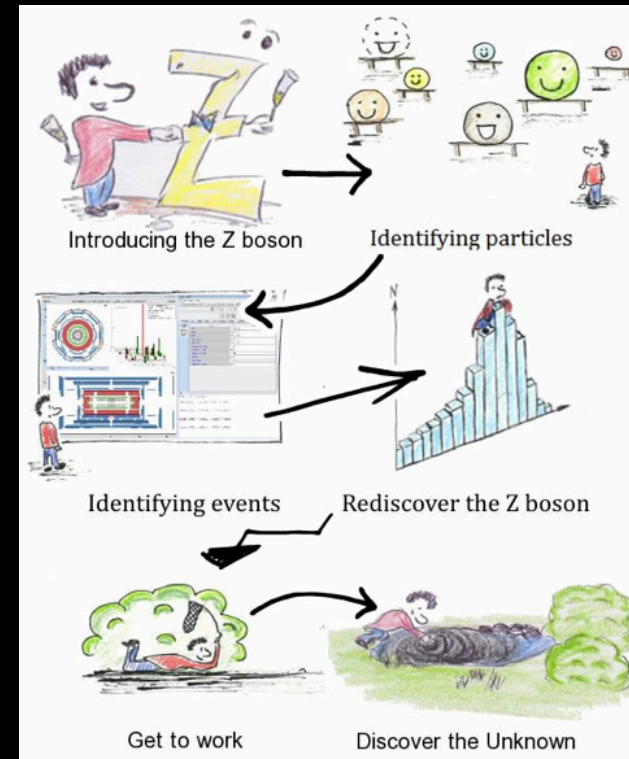 Introducing the Z boson
Identifying particles
N
Identifying events
Rediscover the Z boson
Get to work
Discover the Unknown